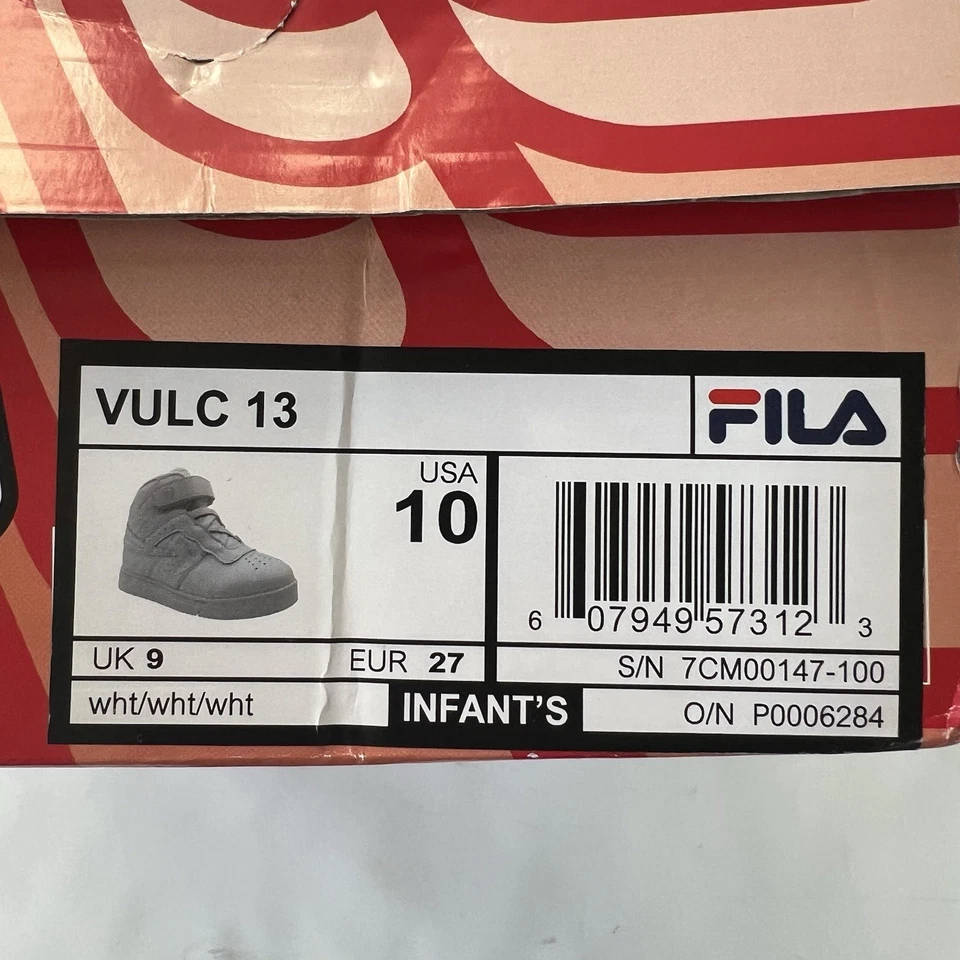 VULC 13
FILA
USA
10
6 07949 57312 3
UK 9 EUR 27
S/N 7CM00147-100
wht/wht/wht
INFANT'S
O/N P0006284